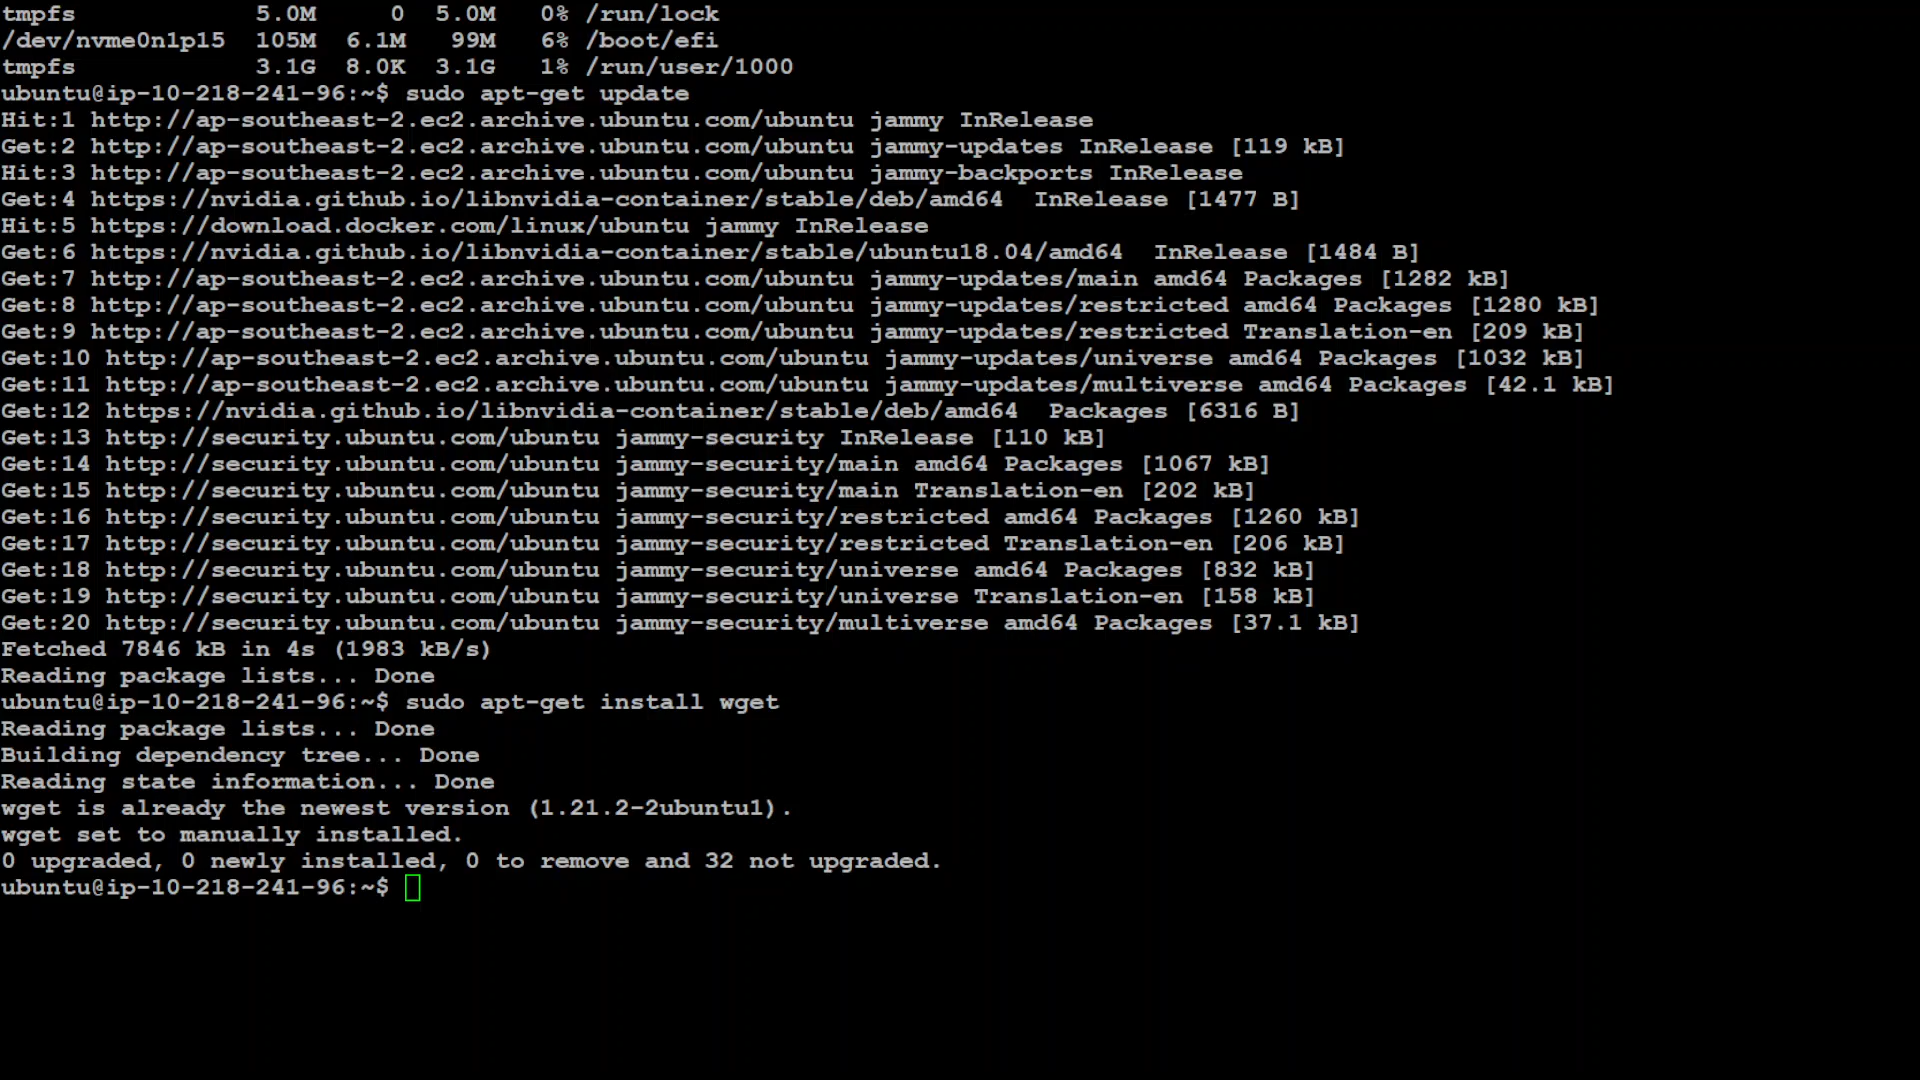 tmpfs            5.0M     0  5.0M   0% /run/lock
/dev/nvme0n1p15  105M  6.1M   99M   6% /boot/efi
tmpfs            3.1G  8.0K  3.1G   1% /run/user/1000
ubuntu@ip-10-218-241-96:~$ sudo apt-get update
Hit:1 http://ap-southeast-2.ec2.archive.ubuntu.com/ubuntu jammy InRelease
Get:2 http://ap-southeast-2.ec2.archive.ubuntu.com/ubuntu jammy-updates InRelease [119 kB]
Hit:3 http://ap-southeast-2.ec2.archive.ubuntu.com/ubuntu jammy-backports InRelease
Get:4 https://nvidia.github.io/libnvidia-container/stable/deb/amd64  InRelease [1477 B]
Hit:5 https://download.docker.com/linux/ubuntu jammy InRelease
Get:6 https://nvidia.github.io/libnvidia-container/stable/ubuntu18.04/amd64  InRelease [1484 B]
Get:7 http://ap-southeast-2.ec2.archive.ubuntu.com/ubuntu jammy-updates/main amd64 Packages [1282 kB]
Get:8 http://ap-southeast-2.ec2.archive.ubuntu.com/ubuntu jammy-updates/restricted amd64 Packages [1280 kB]
Get:9 http://ap-southeast-2.ec2.archive.ubuntu.com/ubuntu jammy-updates/restricted Translation-en [209 kB]
Get:10 http://ap-southeast-2.ec2.archive.ubuntu.com/ubuntu jammy-updates/universe amd64 Packages [1032 kB]
Get:11 http://ap-southeast-2.ec2.archive.ubuntu.com/ubuntu jammy-updates/multiverse amd64 Packages [42.1 kB]
Get:12 https://nvidia.github.io/libnvidia-container/stable/deb/amd64  Packages [6316 B]
Get:13 http://security.ubuntu.com/ubuntu jammy-security InRelease [110 kB]
Get:14 http://security.ubuntu.com/ubuntu jammy-security/main amd64 Packages [1067 kB]
Get:15 http://security.ubuntu.com/ubuntu jammy-security/main Translation-en [202 kB]
Get:16 http://security.ubuntu.com/ubuntu jammy-security/restricted amd64 Packages [1260 kB]
Get:17 http://security.ubuntu.com/ubuntu jammy-security/restricted Translation-en [206 kB]
Get:18 http://security.ubuntu.com/ubuntu jammy-security/universe amd64 Packages [832 kB]
Get:19 http://security.ubuntu.com/ubuntu jammy-security/universe Translation-en [158 kB]
Get:20 http://security.ubuntu.com/ubuntu jammy-security/multiverse amd64 Packages [37.1 kB]
Fetched 7846 kB in 4s (1983 kB/s)
Reading package lists... Done
ubuntu@ip-10-218-241-96:~$ sudo apt-get install wget
Reading package lists... Done
Building dependency tree... Done
Reading state information... Done
wget is already the newest version (1.21.2-2ubuntu1).
wget set to manually installed.
0 upgraded, 0 newly installed, 0 to remove and 32 not upgraded.
ubuntu@ip-10-218-241-96:~$